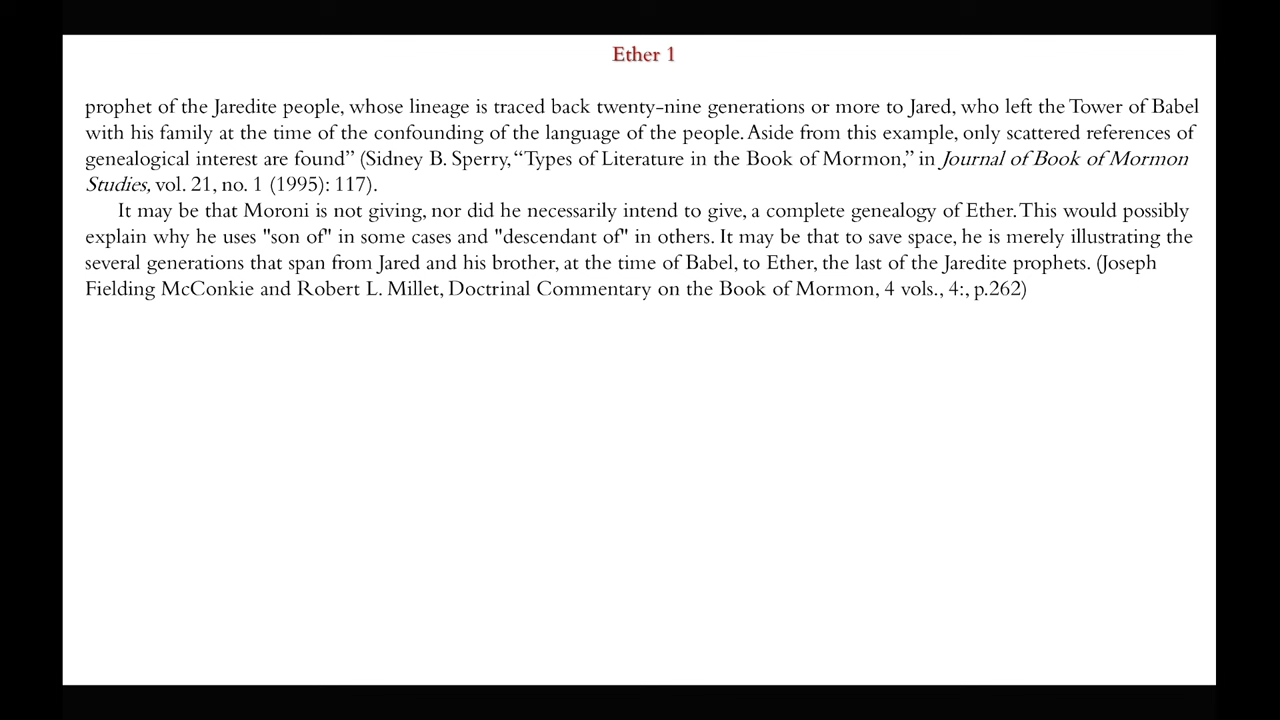 Ether 1
prophet of the Jaredite people, whose lineage is traced back twenty-nine generations or more to Jared, who left the Tower of Babel
with his family at the time of the confounding of the language of the people. Aside from this example, only scattered references of
genealogical interest are found” (Sidney B. Sperry, “Types of Literature in the Book of Mormon,” in Journal of Book of Mormon
Studies, vol. 21, no. 1 (1995): 117).
It may be that Moroni is not giving, nor did he necessarily intend to give, a complete genealogy of Ether. This would possibly
explain why he uses "son of" in some cases and "descendant of" in others. It may be that to save space, he is merely illustrating the
several generations that span from Jared and his brother, at the time of Babel, to Ether, the last of the Jaredite prophets. (Joseph
Fielding McConkie and Robert L. Millet, Doctrinal Commentary on the Book of Mormon, 4 vols., 4:, p.262)